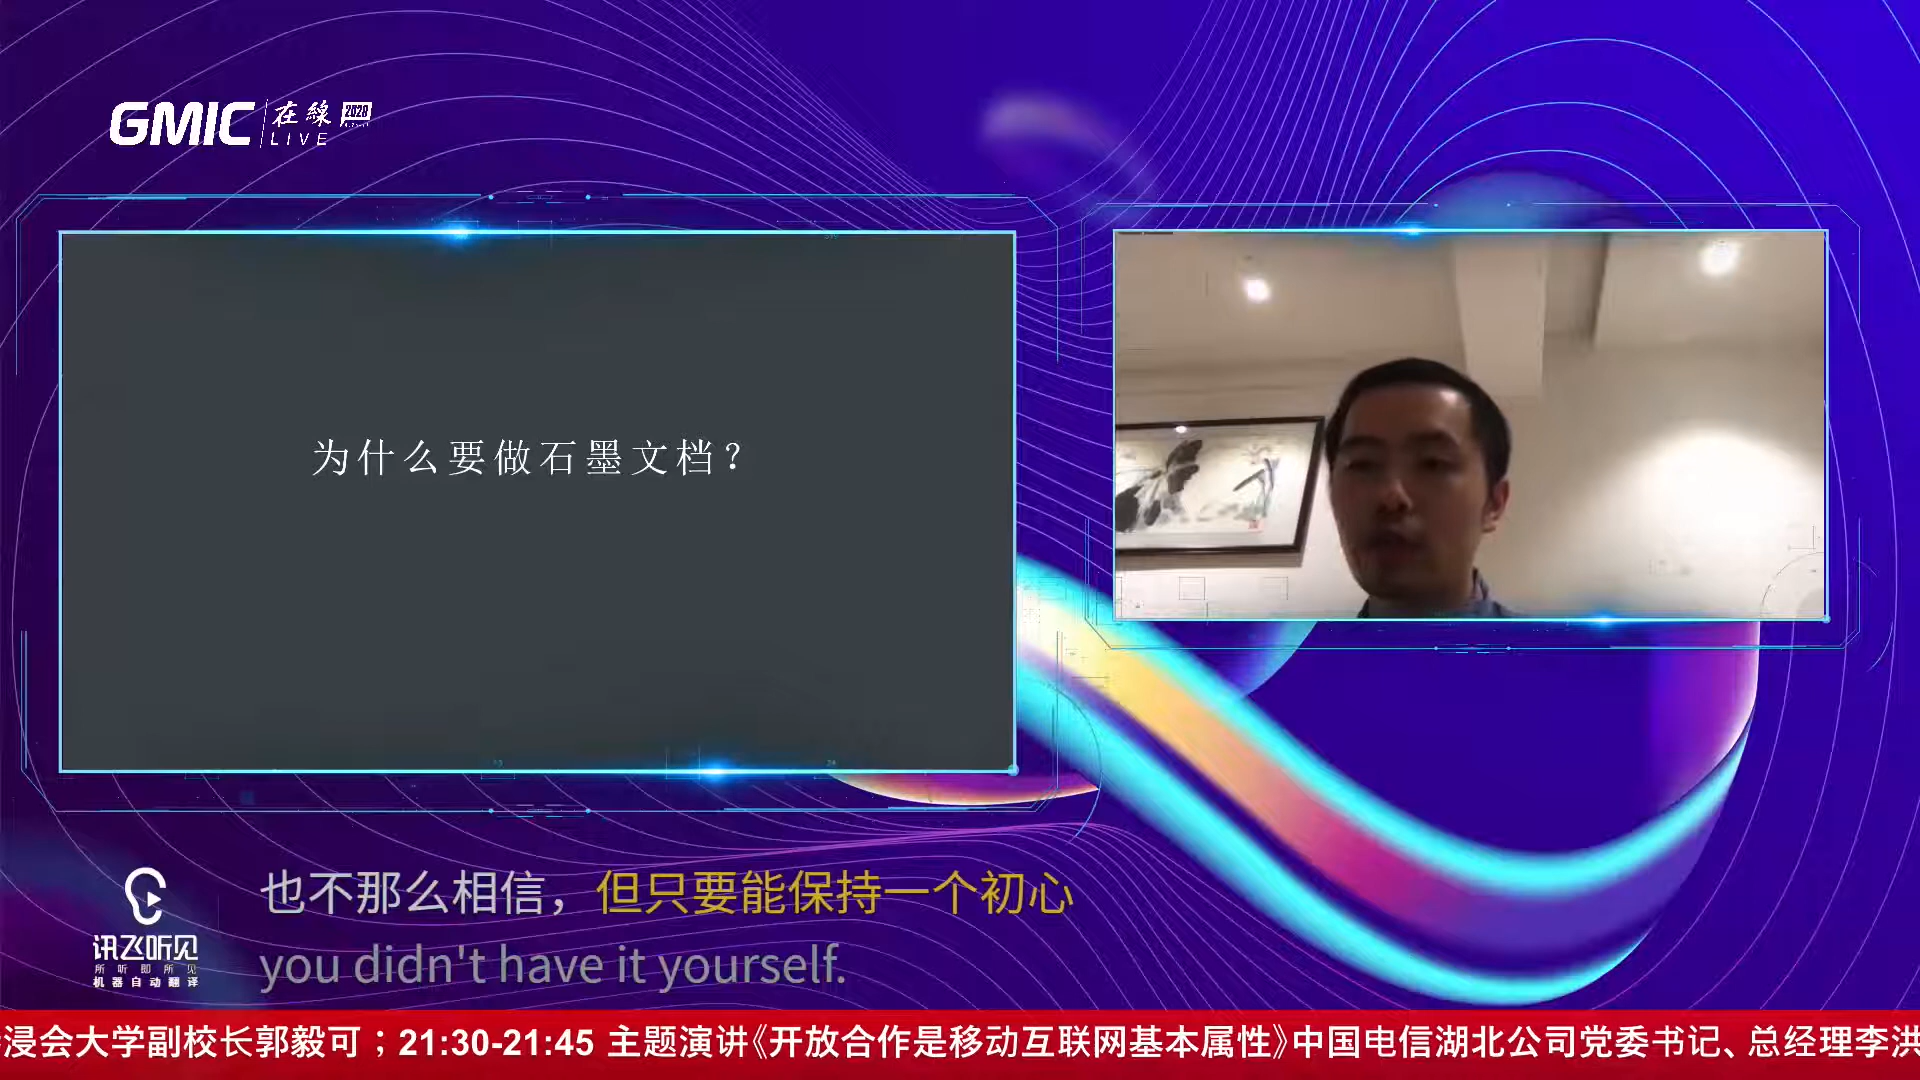 GMIC 在線 2020
LIVE
为什么要做石墨文档?
也不那么相信，但只要能保持一个初心
you didn't have it yourself.
讯飞听见
所听即所见
机器自动翻译
浸会大学副校长郭毅可；21:30-21:45 主题演讲《开放合作是移动互联网基本属性》中国电信湖北公司党委书记、总经理李洪